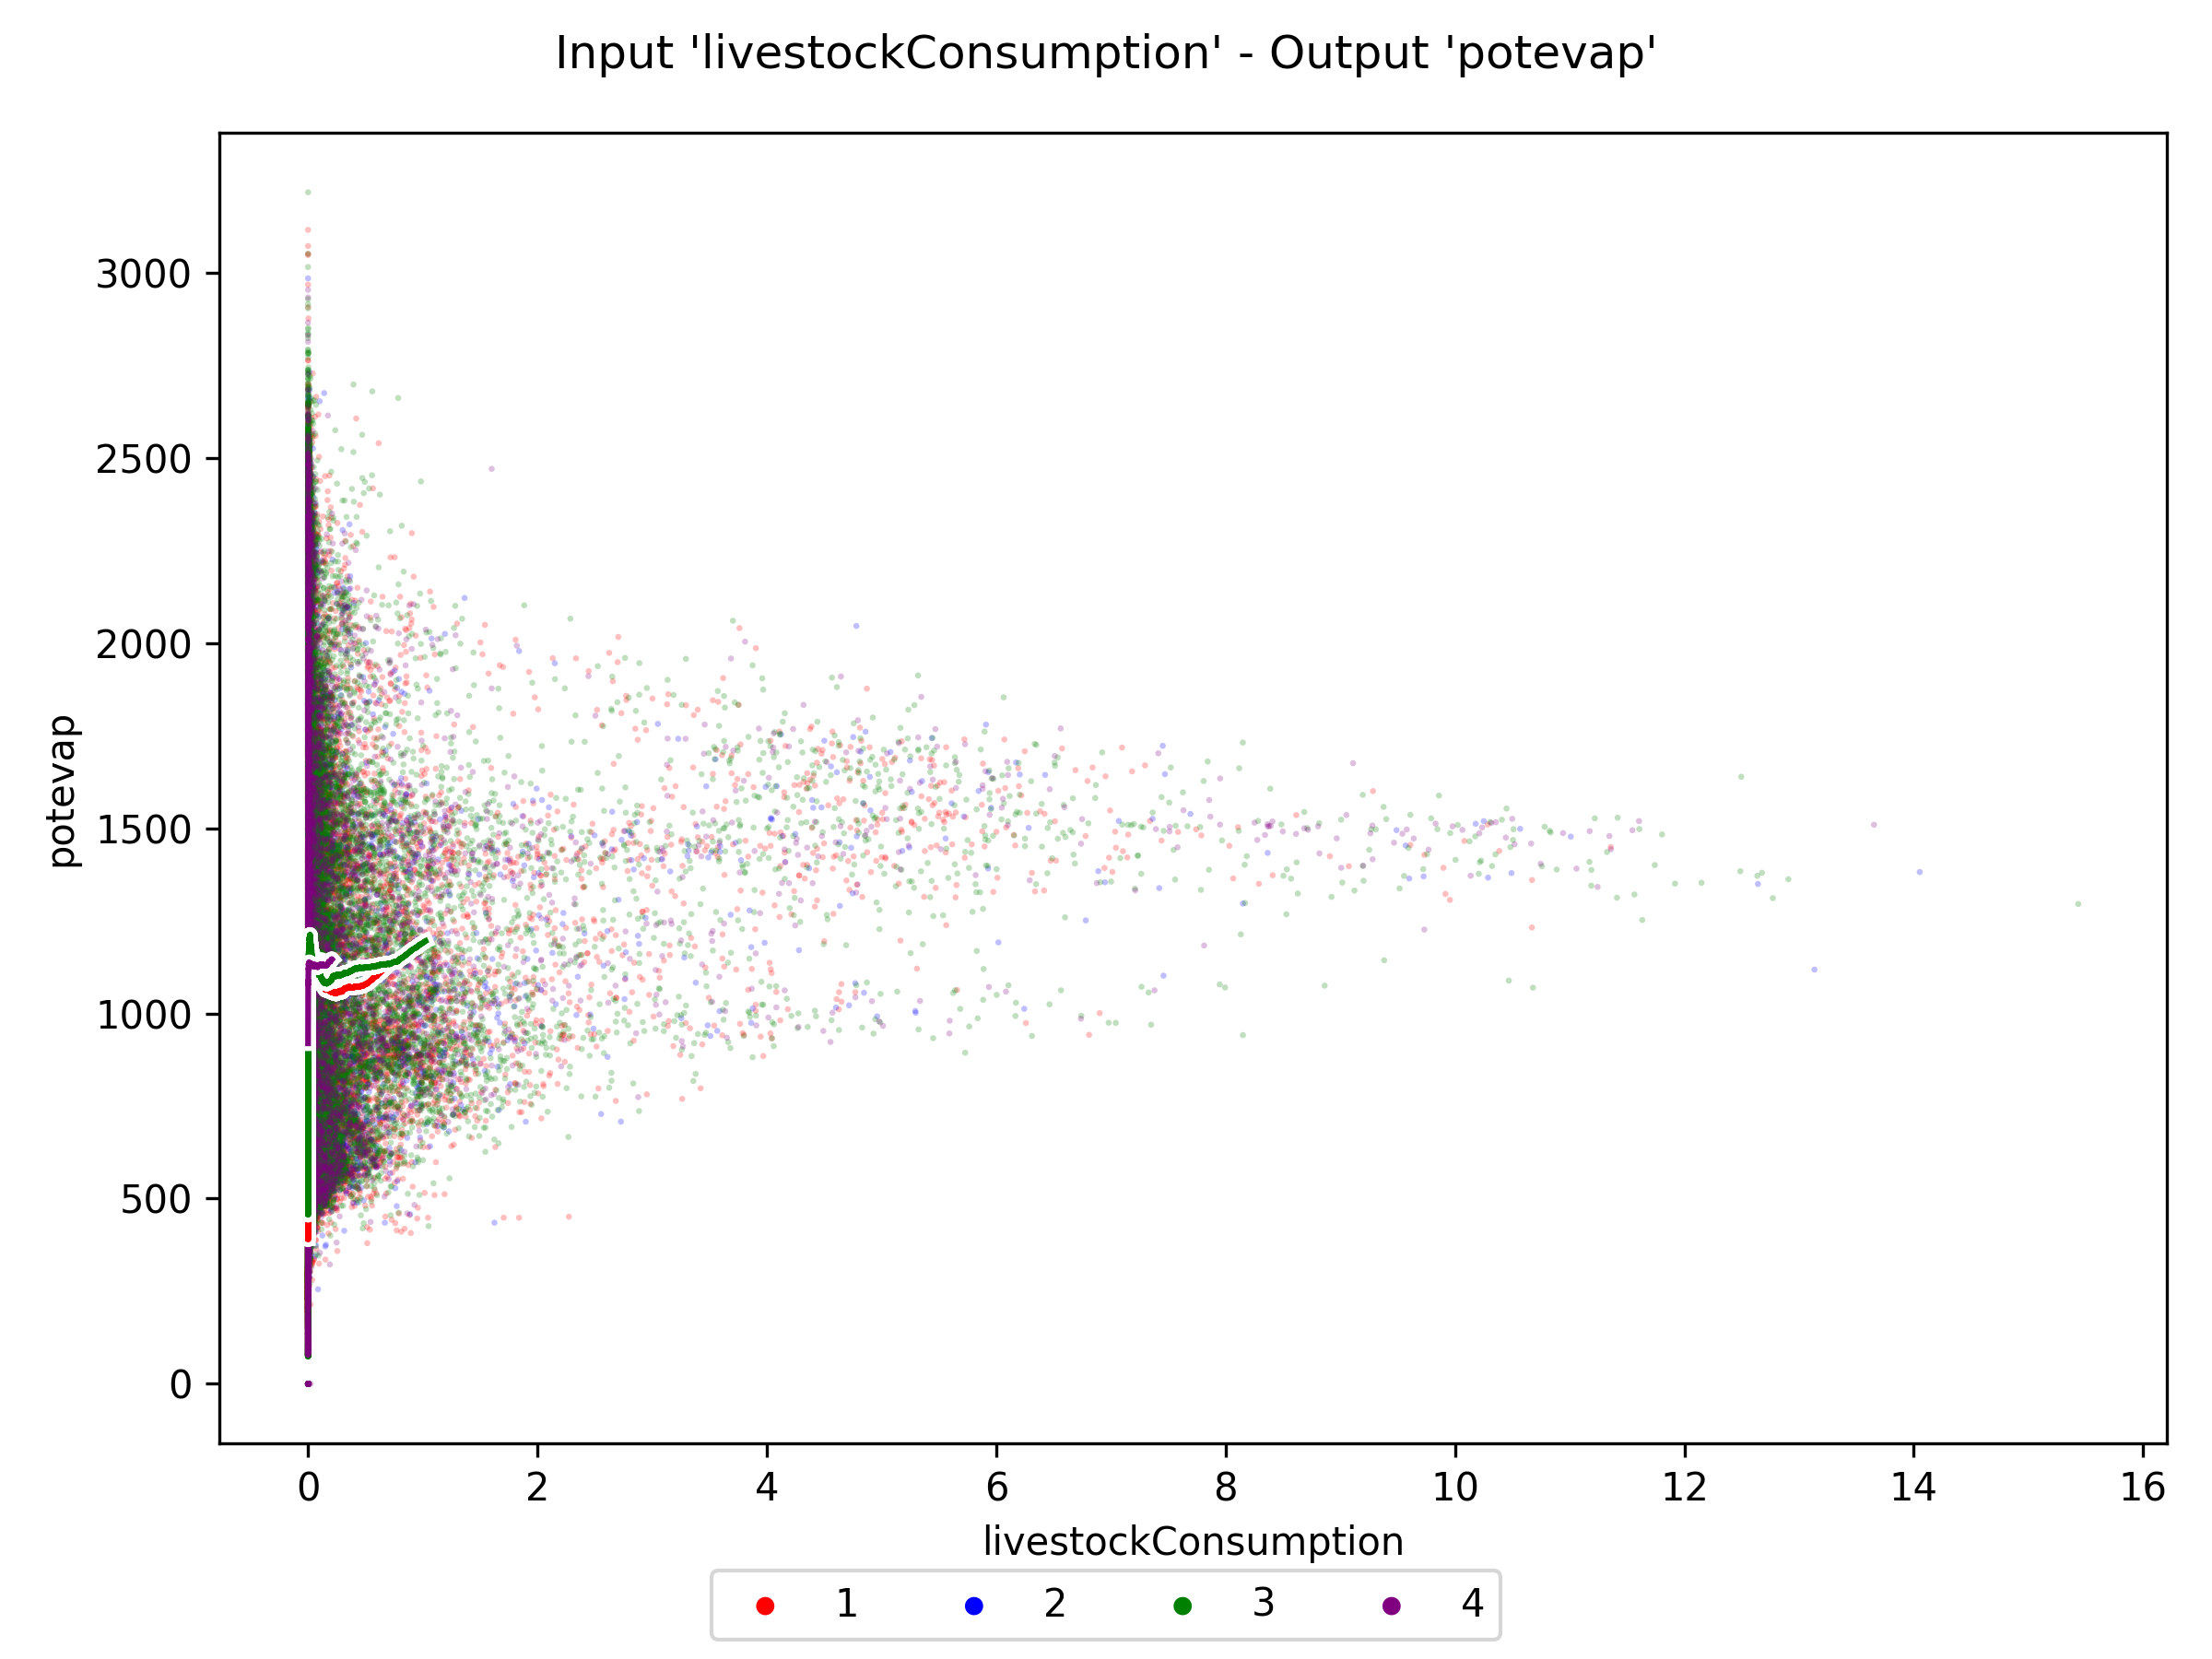 Input 'livestockConsumption' - Output 'potevap'
3000
2500
2000
1500
1000
500
0
potevap
0 2 4 6 8 10 12 14 16
livestockConsumption
1 2 3 4